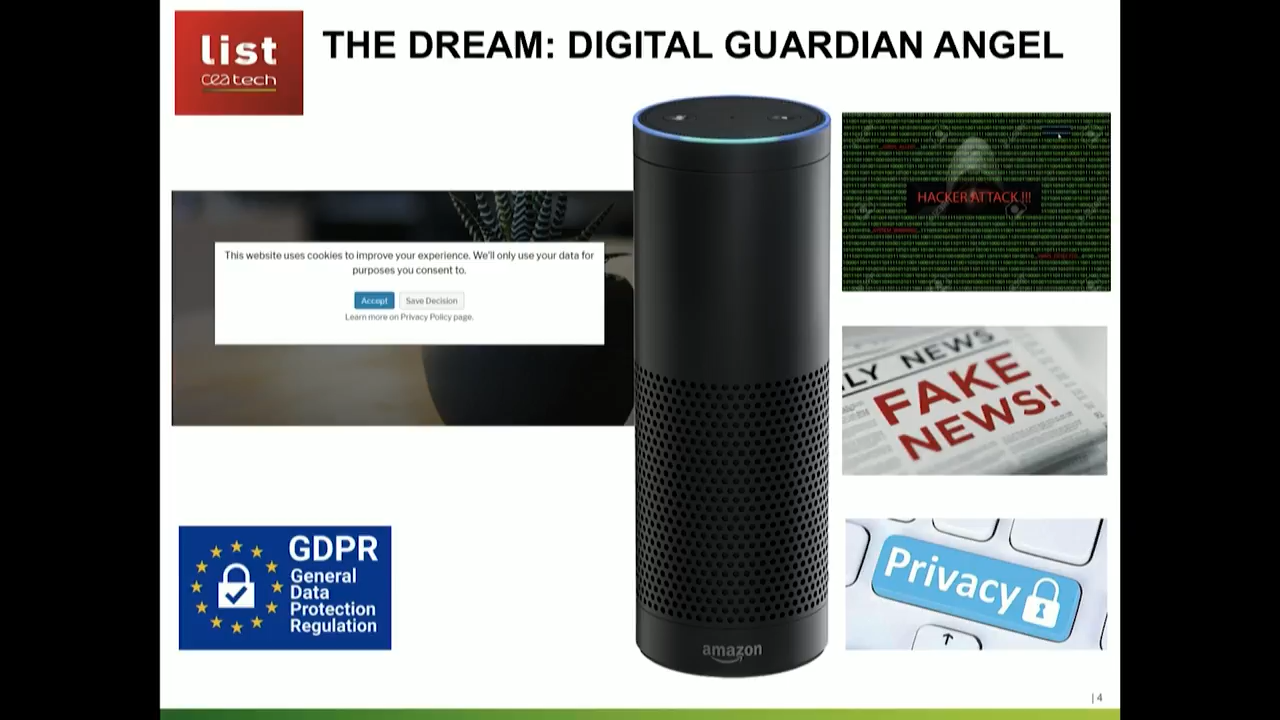 list
cea tech
THE DREAM: DIGITAL GUARDIAN ANGEL
This website uses cookies to improve your experience. We'll only use your data for
purposes you consent to.
Accept
Save Decision
Learn more on Privacy Policy page.
GDPR
General
Data
Protection
Regulation
amazon
HACKER ATTACK !!!
LY NEWS
FAKE
NEWS!
Privacy
| 4